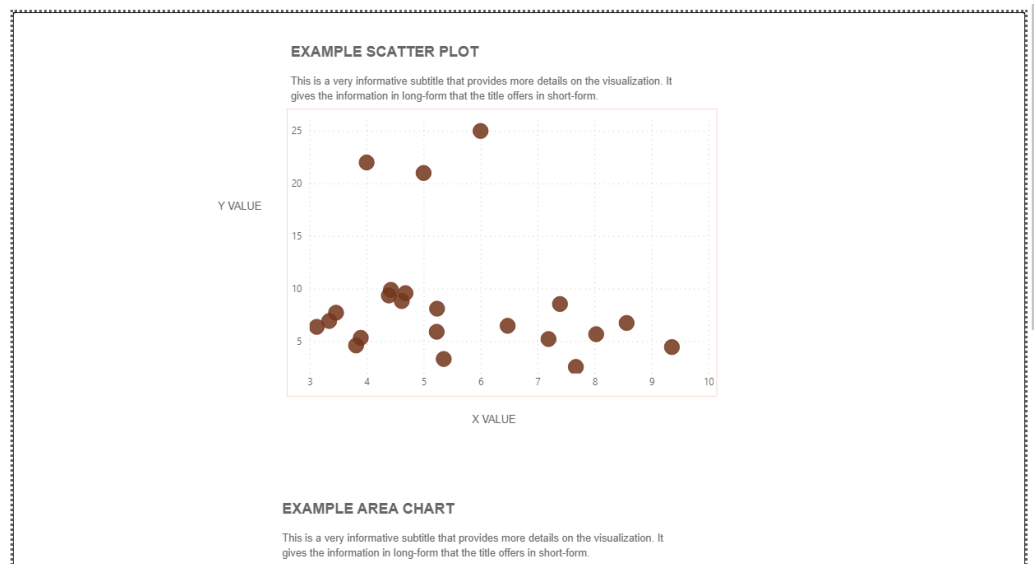 EXAMPLE SCATTER PLOT
This is a very informative subtitle that provides more details on the visualization. It
gives the information in long-form that the title offers in short-form.
25
20
Y VALUE
15
10
5
3 4 5 6 7 8 9 10
X VALUE
EXAMPLE AREA CHART
This is a very informative subtitle that provides more details on the visualization. It
gives the information in long-form that the title offers in short-form.